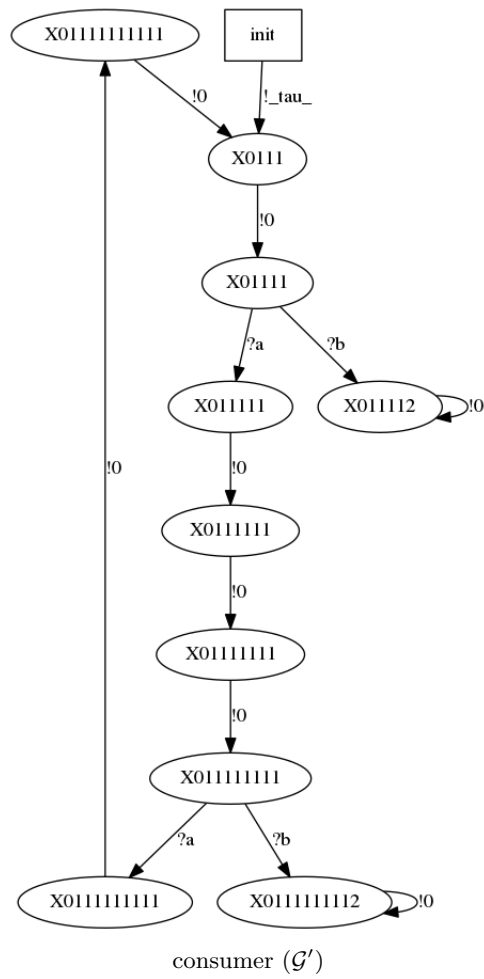 X01111111111
init
!0
!_tau_
X0111
!0
X01111
?a
?b
X011111
X011112
!0
!0
!0
X0111111
!0
X01111111
!0
X011111111
?a
?b
X0111111111
X0111111112
!0
consumer (𝒢′)